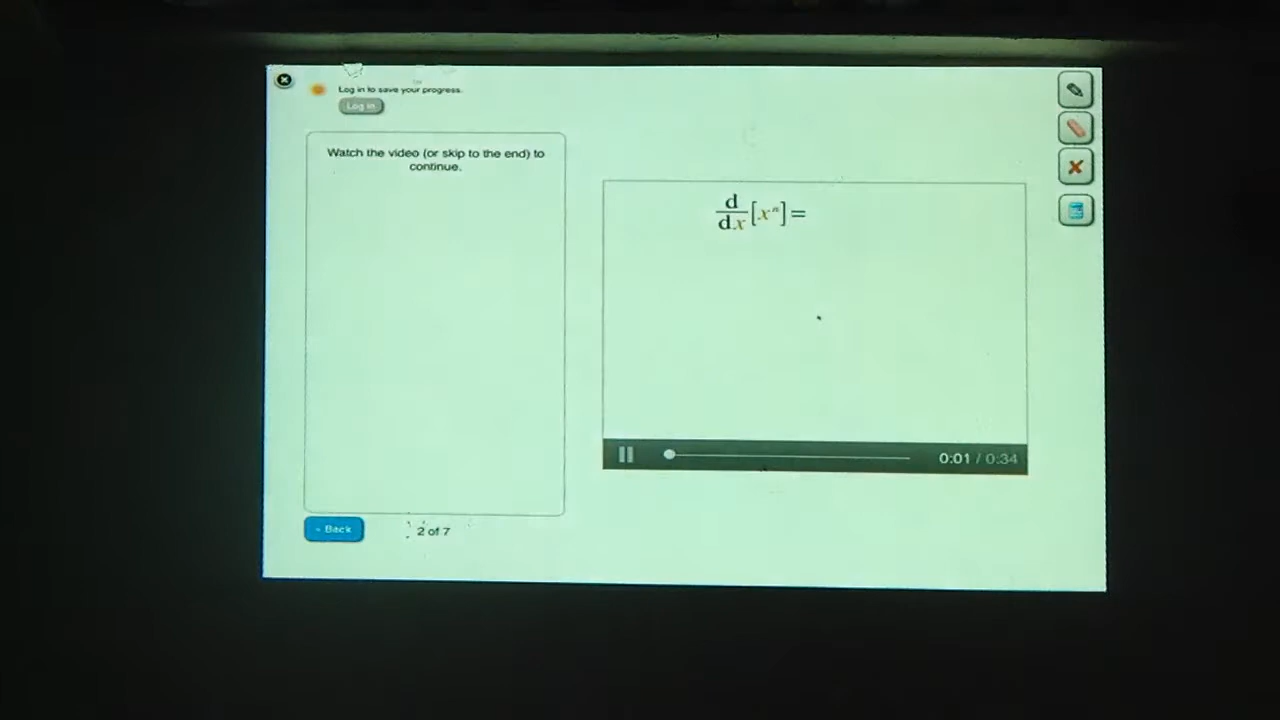 Log in to save your progress.
Log in
Watch the video (or skip to the end) to
continue.
d/dx[xⁿ]=
0:01 / 0:34
- Back
2 of 7